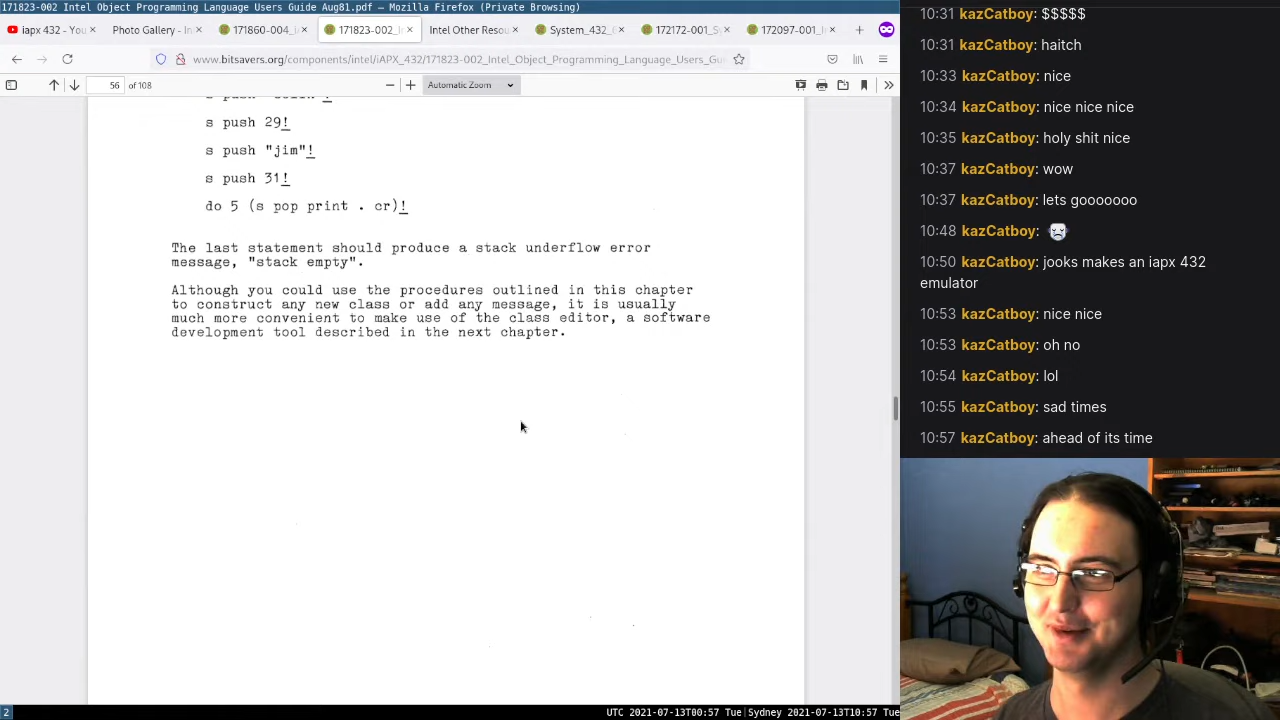 171823-002 Intel Object Programming Language Users Guide Aug81.pdf — Mozilla Firefox (Private Browsing)
iapx 432 - You
Photo Gallery -
171860-004_i
171823-002_I
Intel Other Resou
System_432_
172172-001_Sy
172097-001_I
www.bitsavers.org/components/intel/iAPX_432/171823-002_Intel_Object_Programming_Language_Users_Gu
56 of 108
Automatic Zoom
s push 29!
s push "jim"!
s push 31!
do 5 (s pop print . cr)!
The last statement should produce a stack underflow error
message, "stack empty".
Although you could use the procedures outlined in this chapter
to construct any new class or add any message, it is usually
much more convenient to make use of the class editor, a software
development tool described in the next chapter.
2
UTC 2021-07-13T00:57 Tue|Sydney 2021-07-13T10:57 Tue
10:31 kazCatboy: $$$$$
10:31 kazCatboy: haitch
10:33 kazCatboy: nice
10:34 kazCatboy: nice nice nice
10:35 kazCatboy: holy shit nice
10:37 kazCatboy: wow
10:37 kazCatboy: lets gooooooo
10:48 kazCatboy:
10:50 kazCatboy: jooks makes an iapx 432
emulator
10:53 kazCatboy: nice nice
10:53 kazCatboy: oh no
10:54 kazCatboy: lol
10:55 kazCatboy: sad times
10:57 kazCatboy: ahead of its time